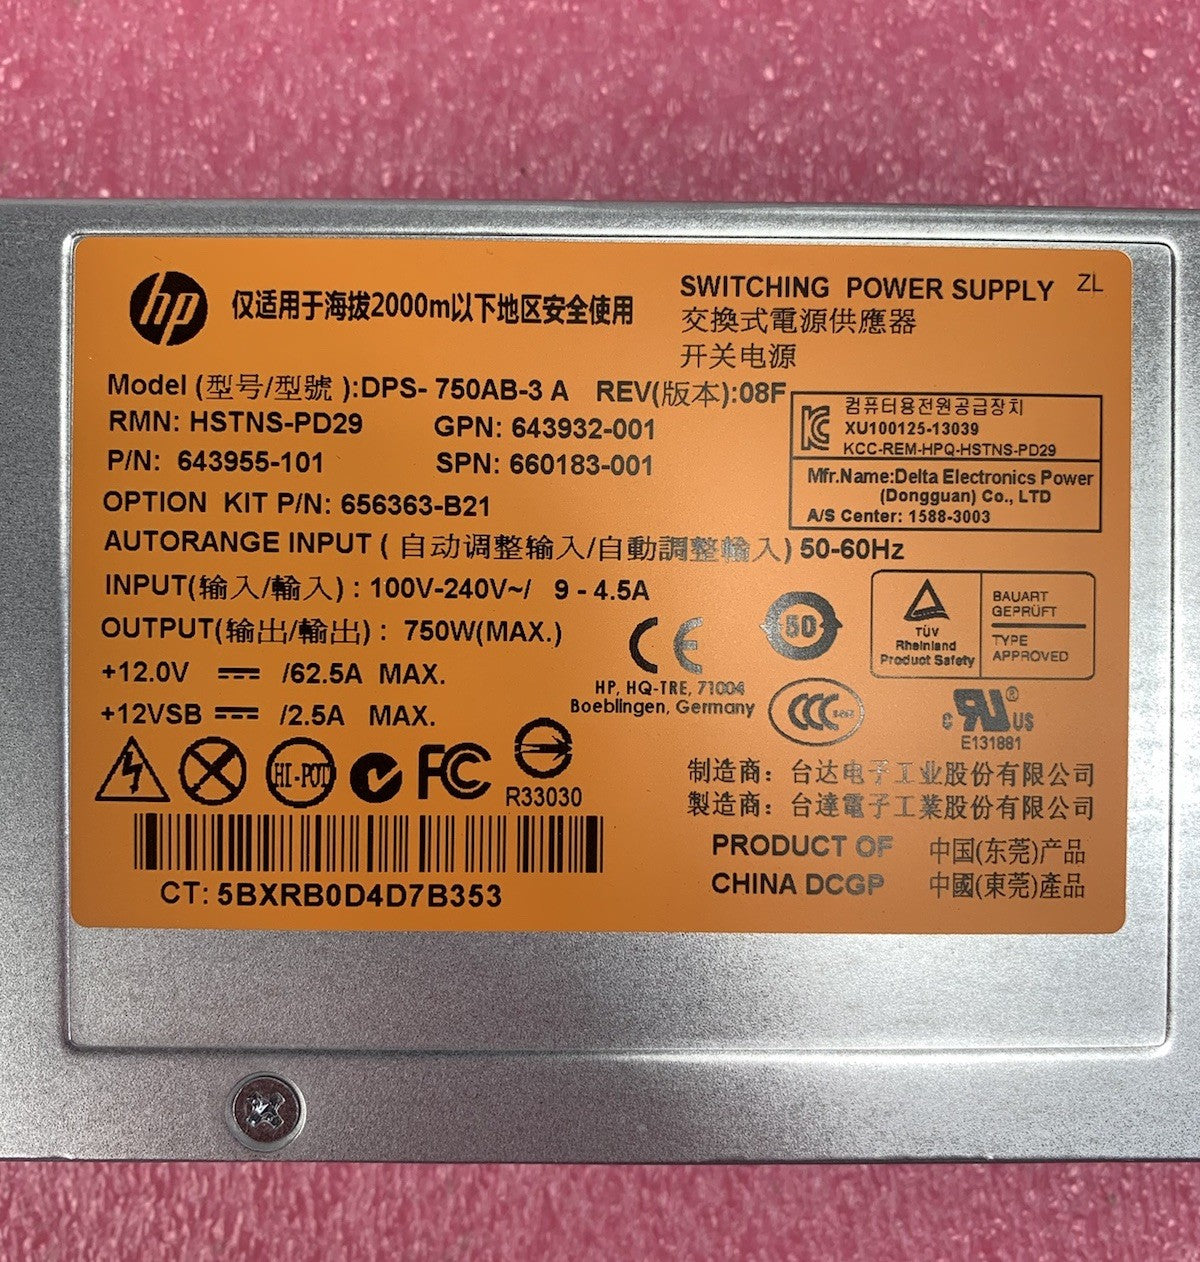 hp 仅适用于海拔2000m以下地区安全使用
SWITCHING POWER SUPPLY ZL
交換式電源供應器
开关电源
Model (型号/型號):DPS-750AB-3 A REV(版本):08F
RMN: HSTNS-PD29 GPN: 643932-001
P/N: 643955-101 SPN: 660183-001
OPTION KIT P/N: 656363-B21
컴퓨터용전원공급장치
XU100125-13039
KCC-REM-HPQ-HSTNS-PD29
Mfr.Name:Delta Electronics Power
(Dongguan) Co., LTD
A/S Center: 1588-3003
AUTORANGE INPUT ( 自动调整输入/自動調整輸入) 50-60Hz
INPUT(输入/輸入) : 100V-240V~/ 9 - 4.5A
OUTPUT(输出/輸出) : 750W(MAX.)
+12.0V /62.5A MAX.
+12VSB /2.5A MAX.
CE
HP, HQ-TRE, 71004
Boeblingen, Germany
50
TÜV
Rheinland
Product Safety
BAUART
GEPRÜFT
TYPE
APPROVED
CCC
c RU ® US
E131881
HI-POT
FC
R33030
制造商：台达电子工业股份有限公司
製造商：台達電子工業股份有限公司
PRODUCT OF 中国(东莞)产品
CHINA DCGP 中國(東莞)產品
CT: 5BXRB0D4D7B353